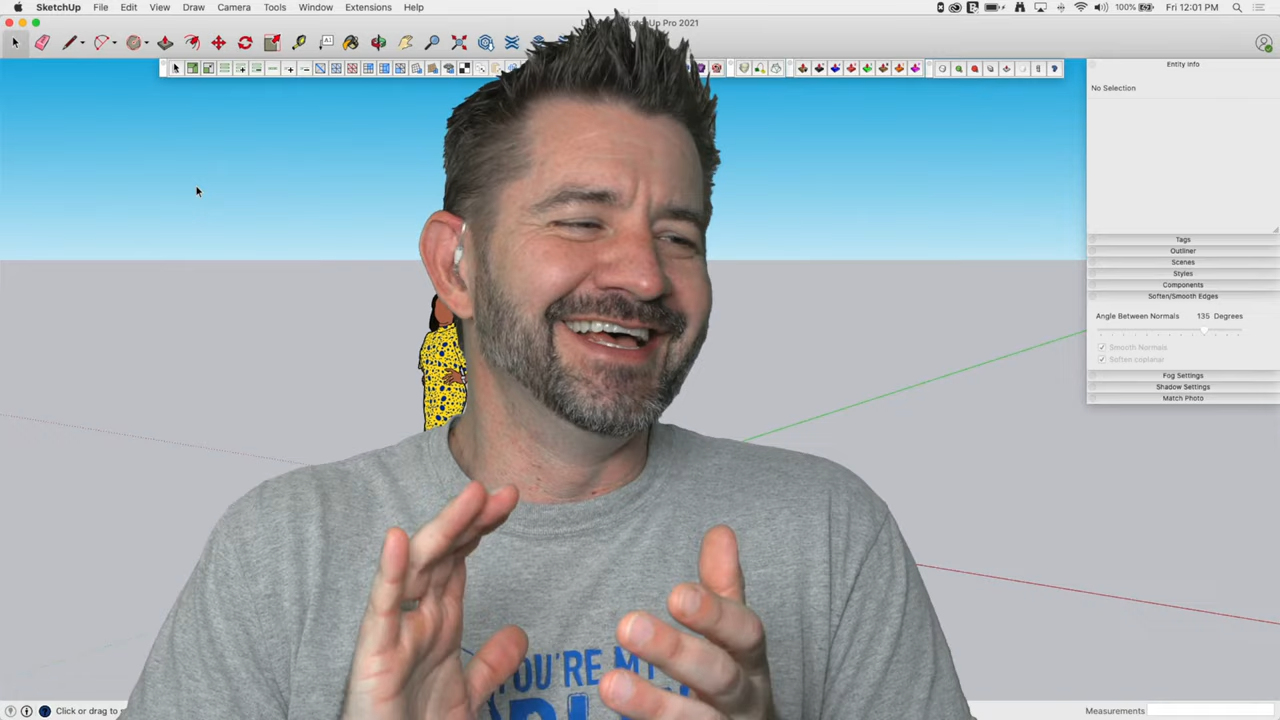 SketchUp File Edit View Draw Camera Tools Window Extensions Help
100% Fri 12:01 PM
SketchUp Pro 2021
Entity Info
No Selection
Tags
Outliner
Scenes
Styles
Components
Soften/Smooth Edges
Angle Between Normals 135 Degrees
Smooth Normals
Soften coplanar
Fog Settings
Shadow Settings
Match Photo
YOU'RE MY
Click or drag to
Measurements